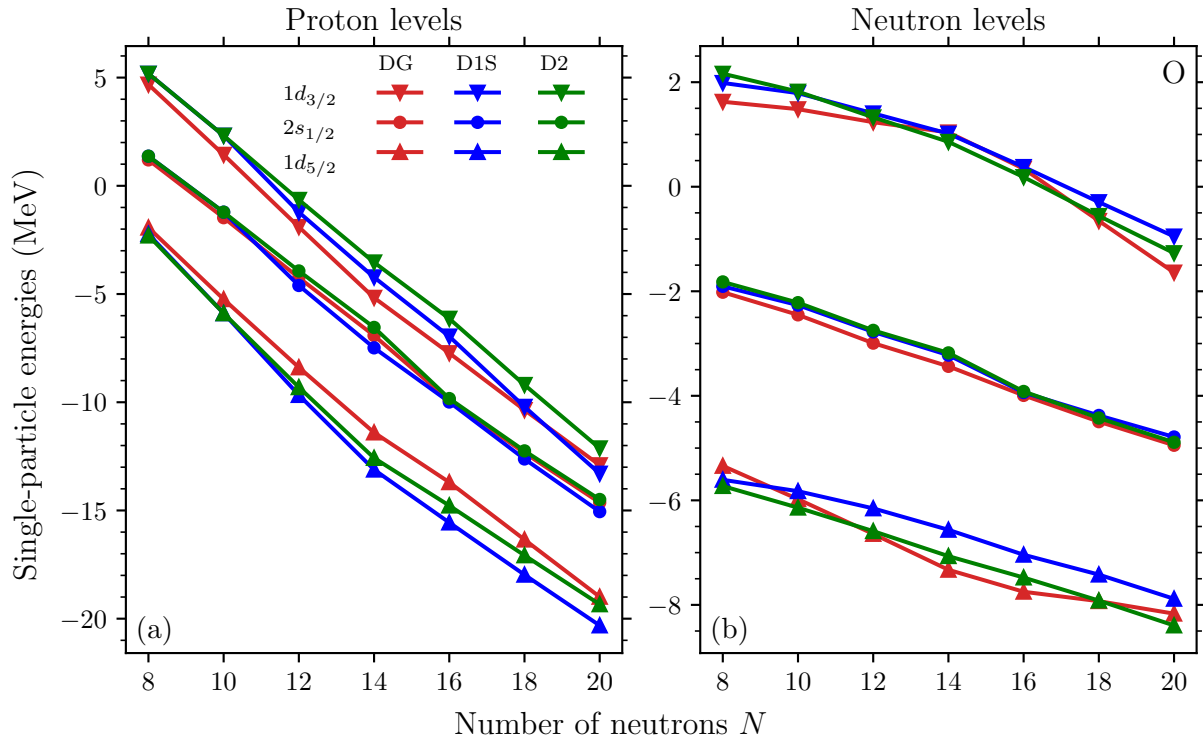 Proton levels
Neutron levels
DG D1S D2
1d3/2
2s1/2
1d5/2
O
5
0
−5
−10
−15
−20
2
0
−2
−4
−6
−8
(a)
(b)
8 10 12 14 16 18 20
8 10 12 14 16 18 20
Single-particle energies (MeV)
Number of neutrons N